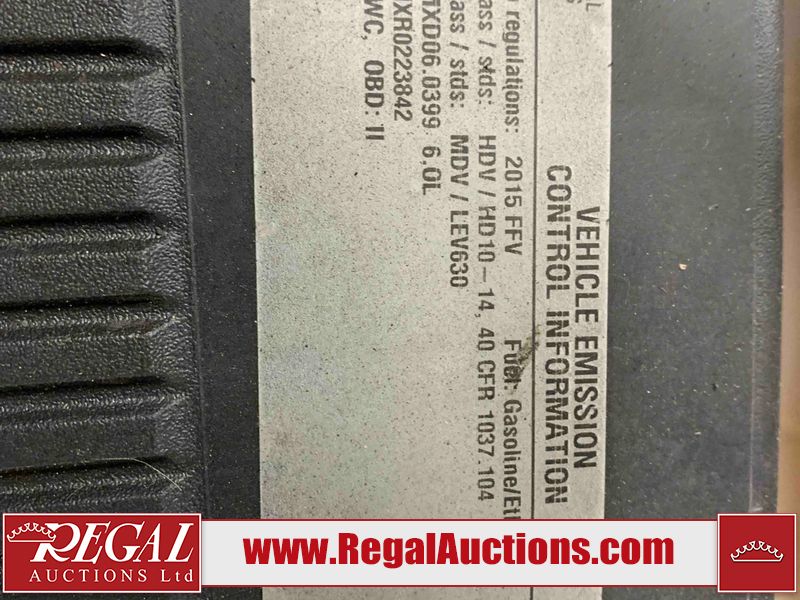 VEHICLE EMISSION
CONTROL INFORMATION
regulations: 2015 FFV Fuel: Gasoline/Et
ass / stds: HDV / HD10-14, 40 CFR 1037.104
ass / stds: MDV / LEV630
MXD06.0399 6,0L
XR0223842
WC, OBD: II
REGAL
AUCTIONS Ltd
www.RegalAuctions.com